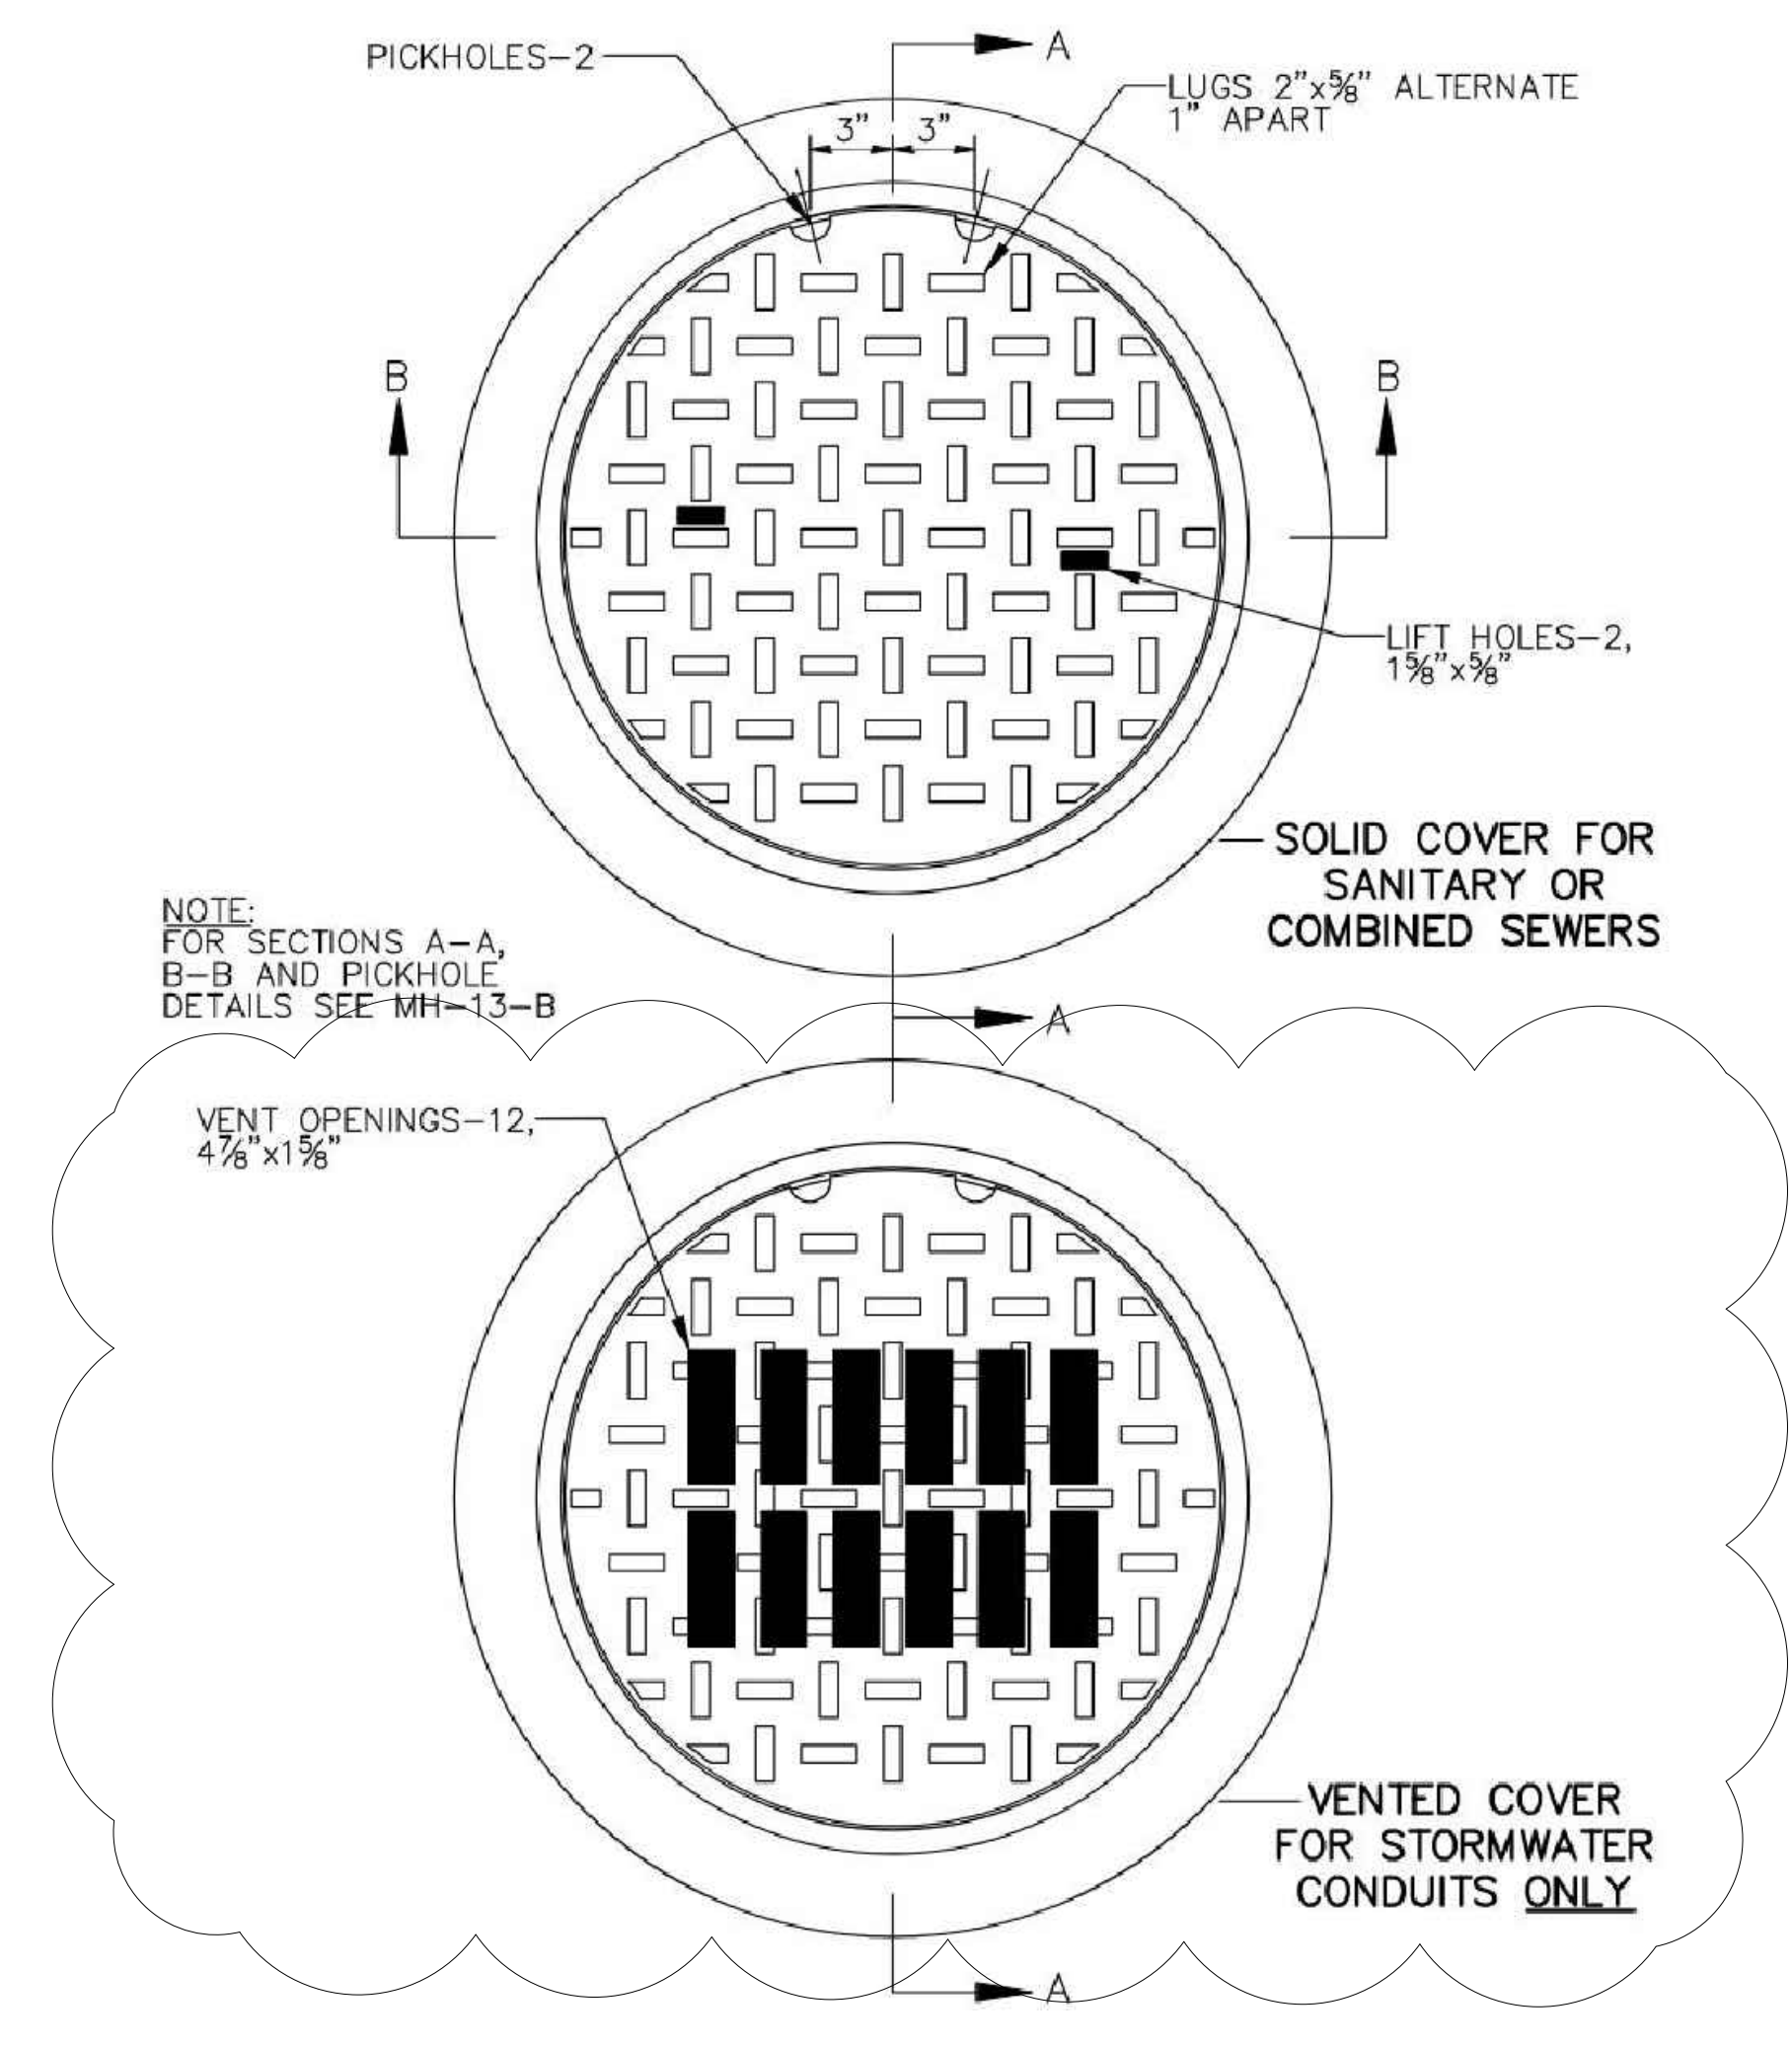 PICKHOLES-2
A
LUGS 2"x⅝" ALTERNATE
1" APART
3" 3"
B B
LIFT HOLES-2,
1⅝"x⅝"
SOLID COVER FOR
SANITARY OR
COMBINED SEWERS
NOTE:
FOR SECTIONS A-A,
B-B AND PICKHOLE
DETAILS SEE MH-13-B
A
VENT OPENINGS-12,
4⅞"x1⅝"
VENTED COVER
FOR STORMWATER
CONDUITS ONLY
A